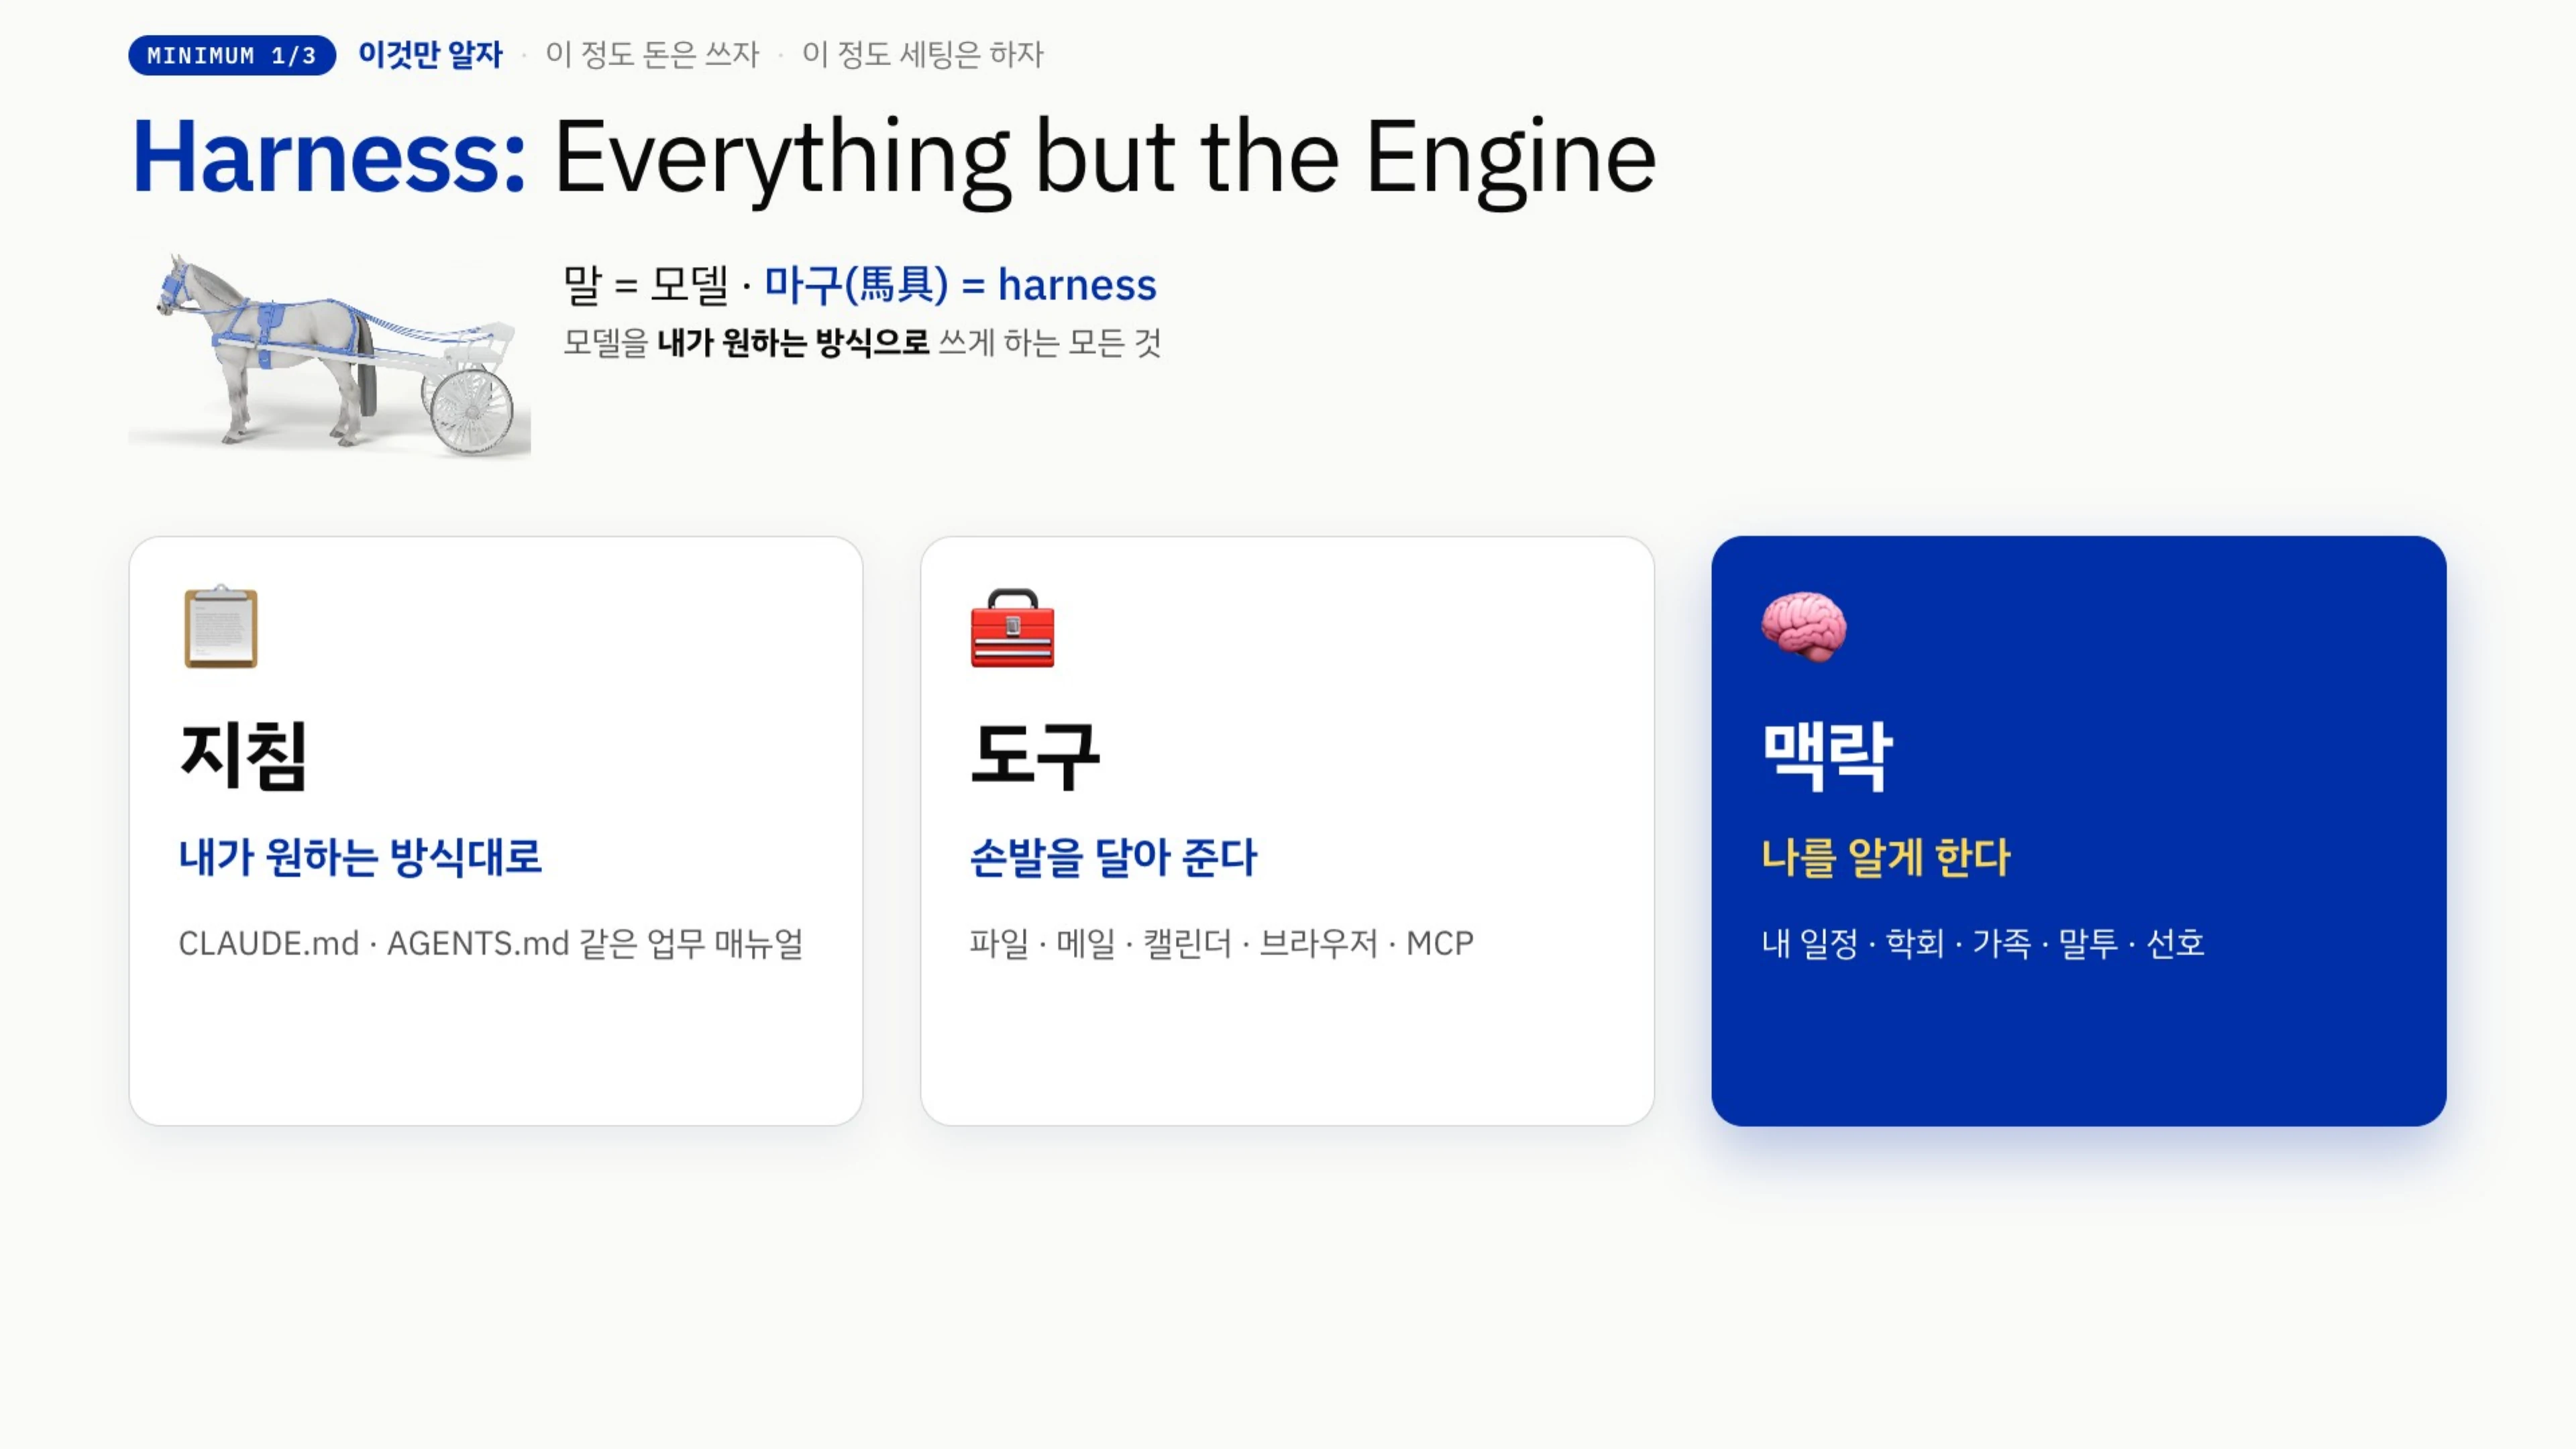 MINIMUM 1/3 이것만 알자 · 이 정도 돈은 쓰자 · 이 정도 세팅은 하자
Harness: Everything but the Engine
말 = 모델 · 마구(馬具) = harness
모델을 내가 원하는 방식으로 쓰게 하는 모든 것
지침
내가 원하는 방식대로
CLAUDE.md · AGENTS.md 같은 업무 매뉴얼
도구
손발을 달아 준다
파일 · 메일 · 캘린더 · 브라우저 · MCP
맥락
나를 알게 한다
내 일정 · 학회 · 가족 · 말투 · 선호